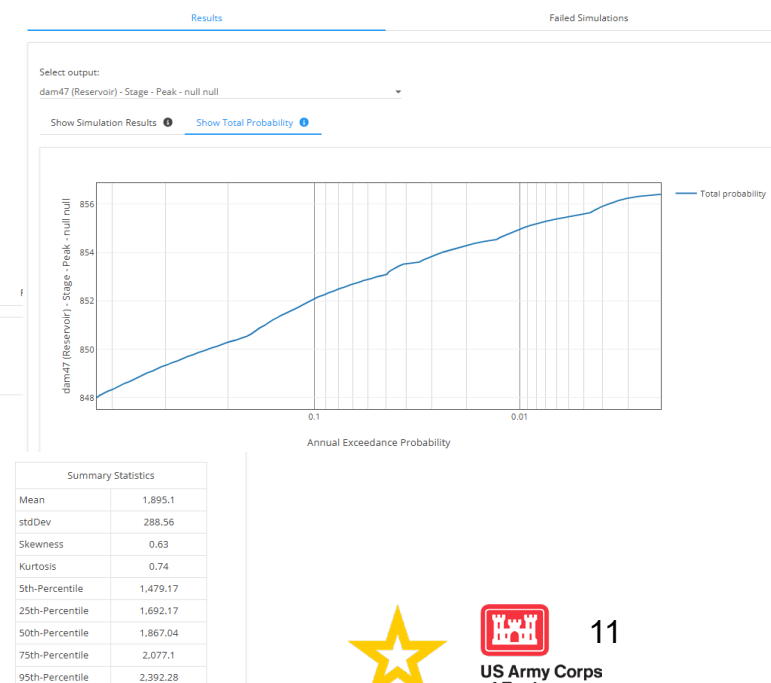 Results
Failed Simulations
Select output:
dam47 (Reservoir) - Stage - Peak - null null
Show Simulation Results
Show Total Probability
Total probability
dam47 (Reservoir) - Stage - Peak - null null
856
854
852
850
848
0.1
0.01
Annual Exceedance Probability
Summary Statistics
Mean 1,895.1
stdDev 288.56
Skewness 0.63
Kurtosis 0.74
5th-Percentile 1,479.17
25th-Percentile 1,692.17
50th-Percentile 1,867.04
75th-Percentile 2,077.1
95th-Percentile 2,392.28
11
US Army Corps